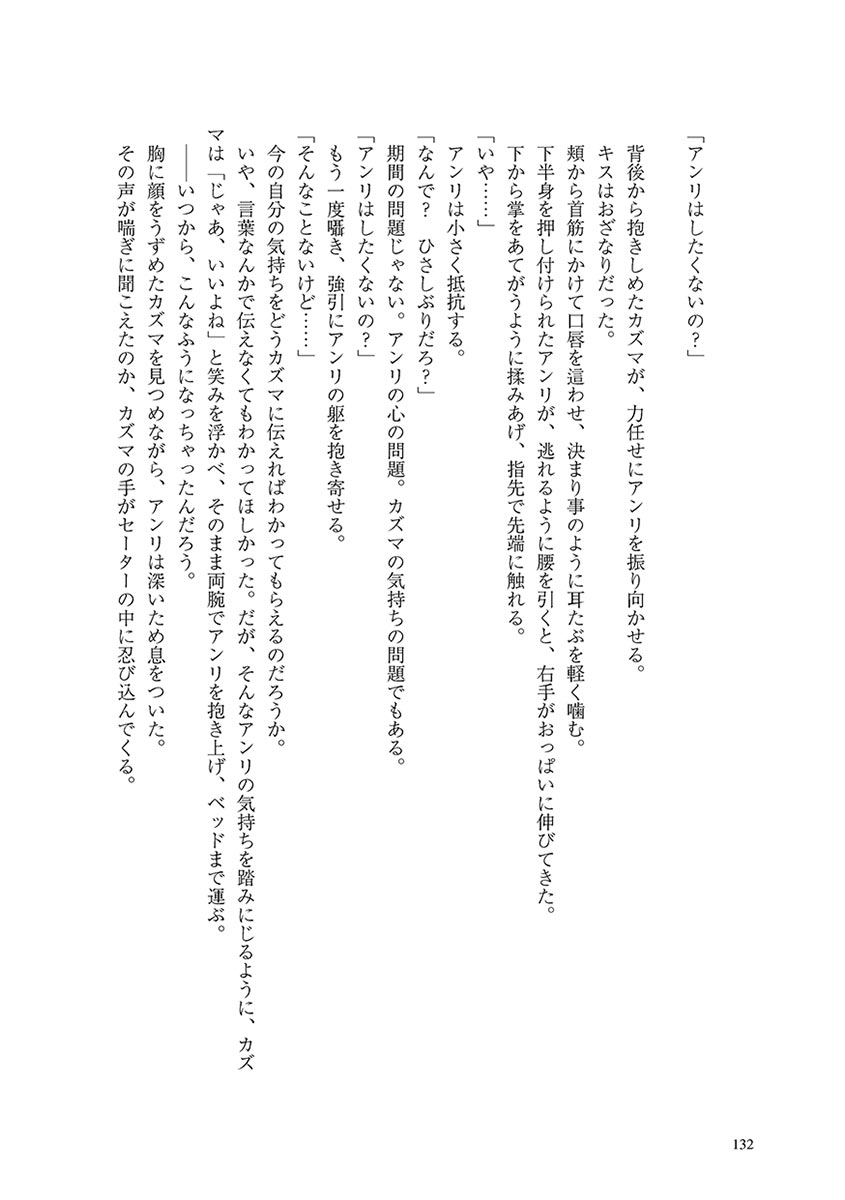 「アンリはしたくないの？」
背後から抱きしめたカズマが、力任せにアンリを振り向かせる。
キスはおざなりだった。
頬から首筋にかけて口唇を這わせ、決まり事のように耳たぶを軽く噛む。
下半身を押し付けられたアンリが、逃れるように腰を引くと、右手がおっぱいに伸びてきた。
下から掌をあてがうように揉みあげ、指先で先端に触れる。
「いや……」
アンリは小さく抵抗する。
「なんで？　ひさしぶりだろ？」
期間の問題じゃない。アンリの心の問題。カズマの気持ちの問題でもある。
「アンリはしたくないの？」
もう一度囁き、強引にアンリの躯を抱き寄せる。
「そんなことないけど……」
今の自分の気持ちをどうカズマに伝えればわかってもらえるのだろうか。
いや、言葉なんかで伝えなくてもわかってほしかった。だが、そんなアンリの気持ちを踏みにじるように、カズ
マは「じゃあ、いいよね」と笑みを浮かべ、そのまま両腕でアンリを抱き上げ、ベッドまで運ぶ。
――いつから、こんなふうになっちゃったんだろう。
胸に顔をうずめたカズマを見つめながら、アンリは深いため息をついた。
その声が喘ぎに聞こえたのか、カズマの手がセーターの中に忍び込んでくる。
132